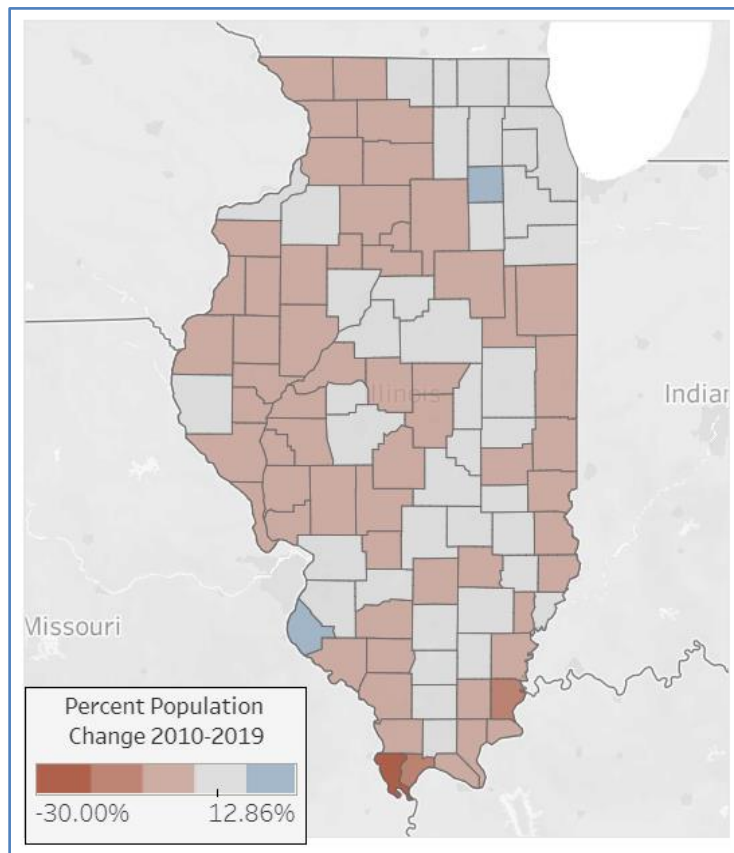 Illinois
Indian
Missouri
Percent Population
Change 2010-2019
-30.00% 12.86%